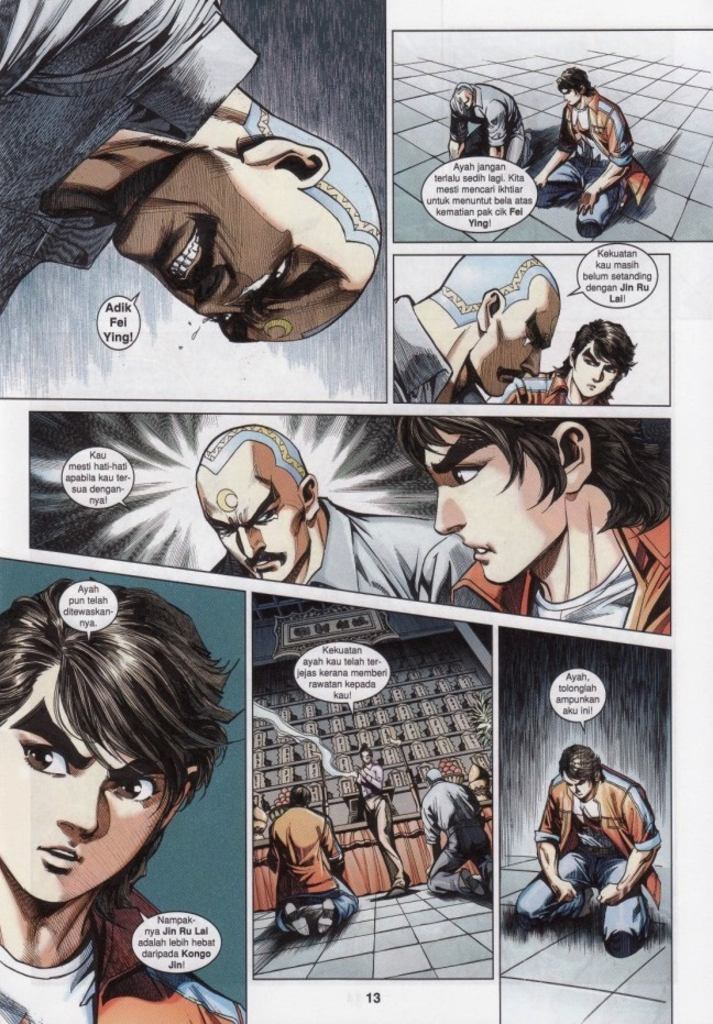 Adik
Fei
Ying!
Ayah jangan
terlalu sedih lagi. Kita
mesti mencari ikhtiar
untuk menuntut bela atas
kematian pak cik Fei
Ying!
Kekuatan
kau masih
belum setanding
dengan Jin Ru
Lai!
Kau
mesti hati-hati
apabila kau ter-
sua dengan-
nya!
Ayah
pun telah
ditewaskan-
nya.
Nampak-
nya Jin Ru Lai
adalah lebih hebat
daripada Kongo
Jin!
Kekuatan
ayah kau telah ter-
jejas kerana memberi
rawatan kepada
kau!
Ayah,
tolonglah
ampunkan
aku ini!
13